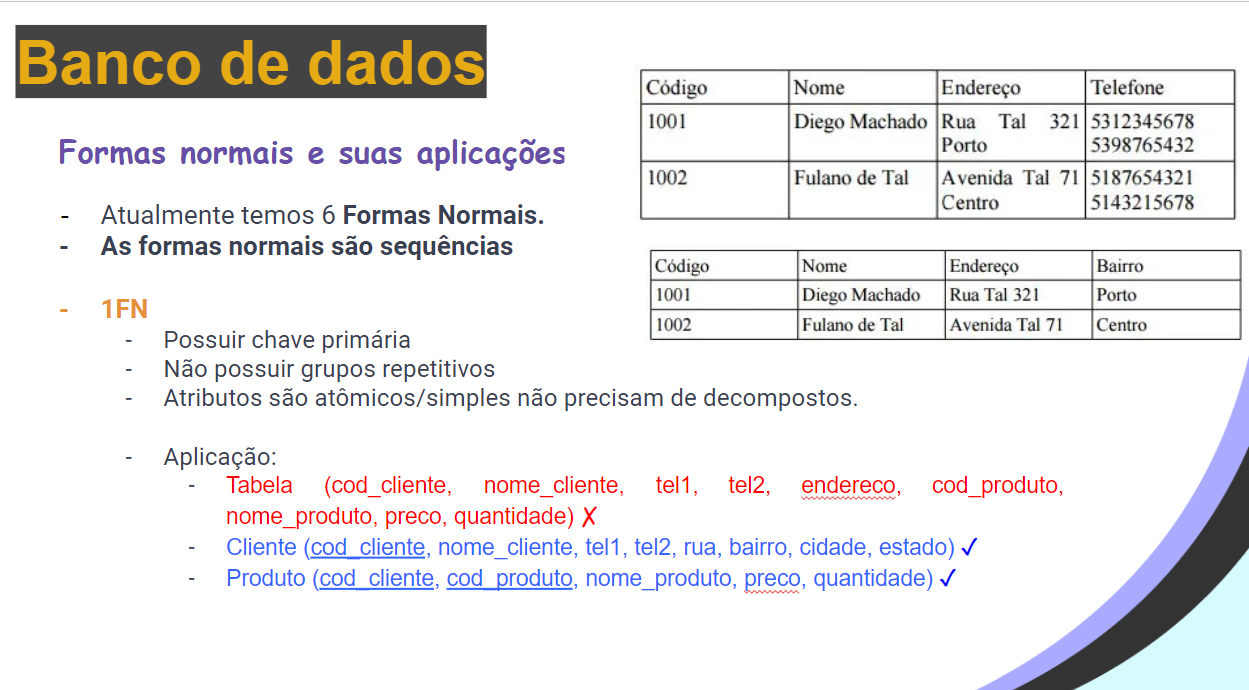 Banco de dados
Formas normais e suas aplicações
- Atualmente temos 6 Formas Normais.
- As formas normais são sequências
- 1FN
- Possuir chave primária
- Não possuir grupos repetitivos
- Atributos são atômicos/simples não precisam de decompostos.
- Aplicação:
- Tabela (cod_cliente, nome_cliente, tel1, tel2, endereco, cod_produto,
nome_produto, preco, quantidade) ✗
- Cliente (cod_cliente, nome_cliente, tel1, tel2, rua, bairro, cidade, estado) ✓
- Produto (cod_cliente, cod_produto, nome_produto, preco, quantidade) ✓
Código Nome Endereço Telefone
1001 Diego Machado Rua Tal 321 5312345678
Porto 5398765432
1002 Fulano de Tal Avenida Tal 71 5187654321
Centro 5143215678
Código Nome Endereço Bairro
1001 Diego Machado Rua Tal 321 Porto
1002 Fulano de Tal Avenida Tal 71 Centro